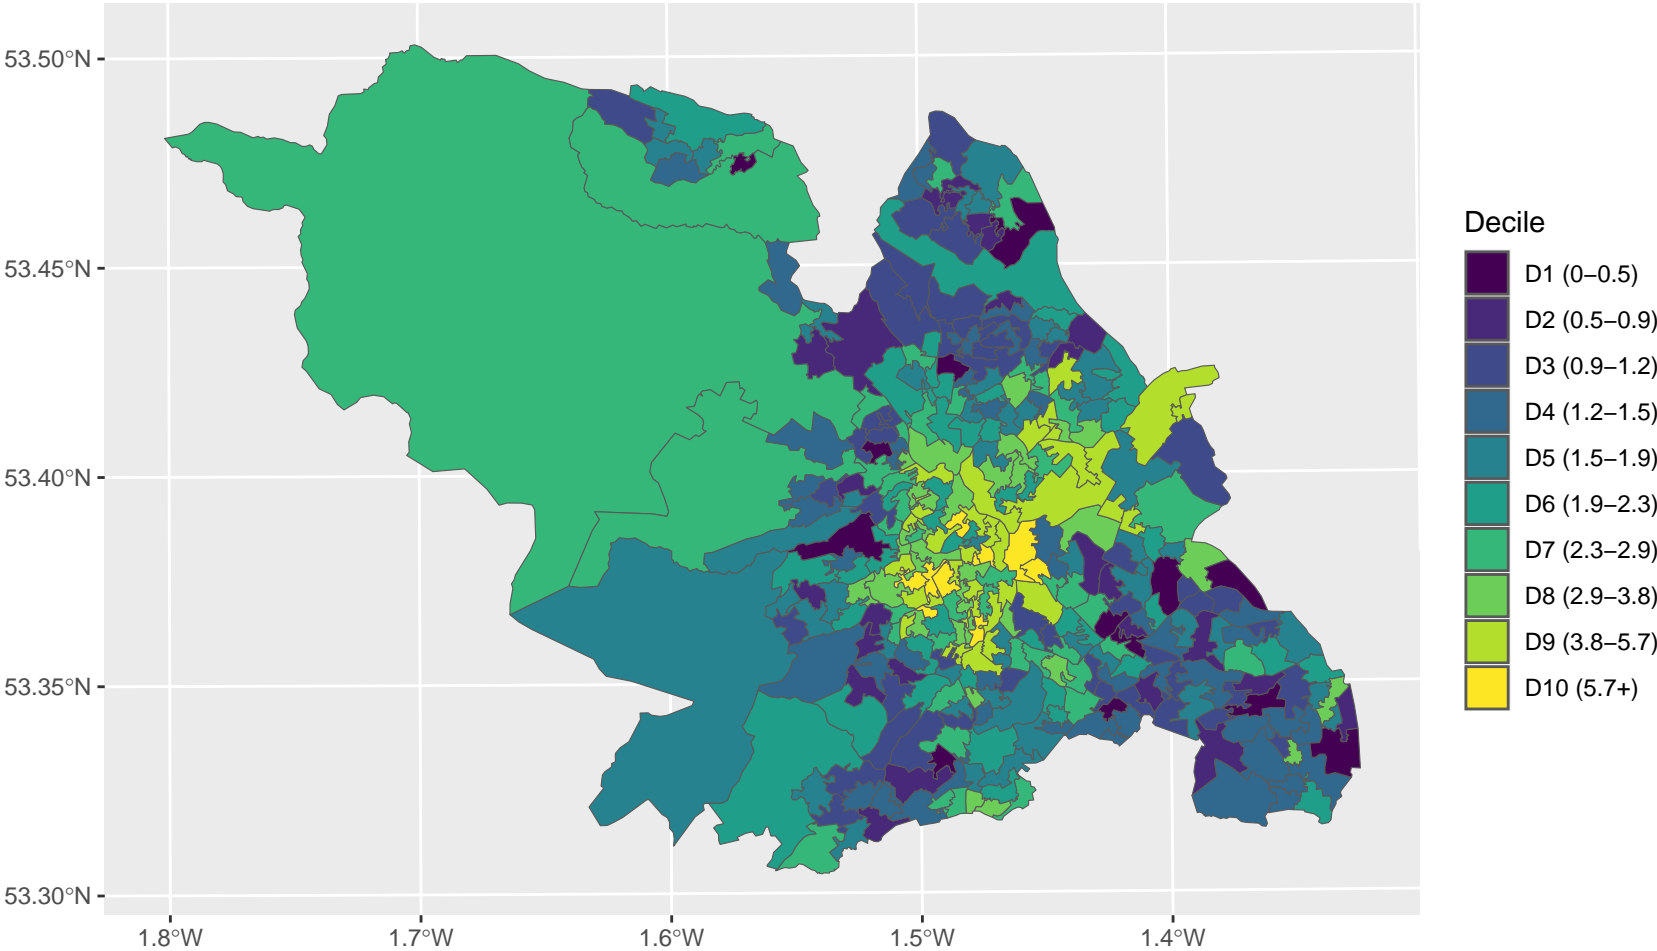 53.50°N
53.45°N
53.40°N
53.35°N
53.30°N
1.8°W
1.7°W
1.6°W
1.5°W
1.4°W
Decile
D1 (0−0.5)
D2 (0.5−0.9)
D3 (0.9−1.2)
D4 (1.2−1.5)
D5 (1.5−1.9)
D6 (1.9−2.3)
D7 (2.3−2.9)
D8 (2.9−3.8)
D9 (3.8−5.7)
D10 (5.7+)